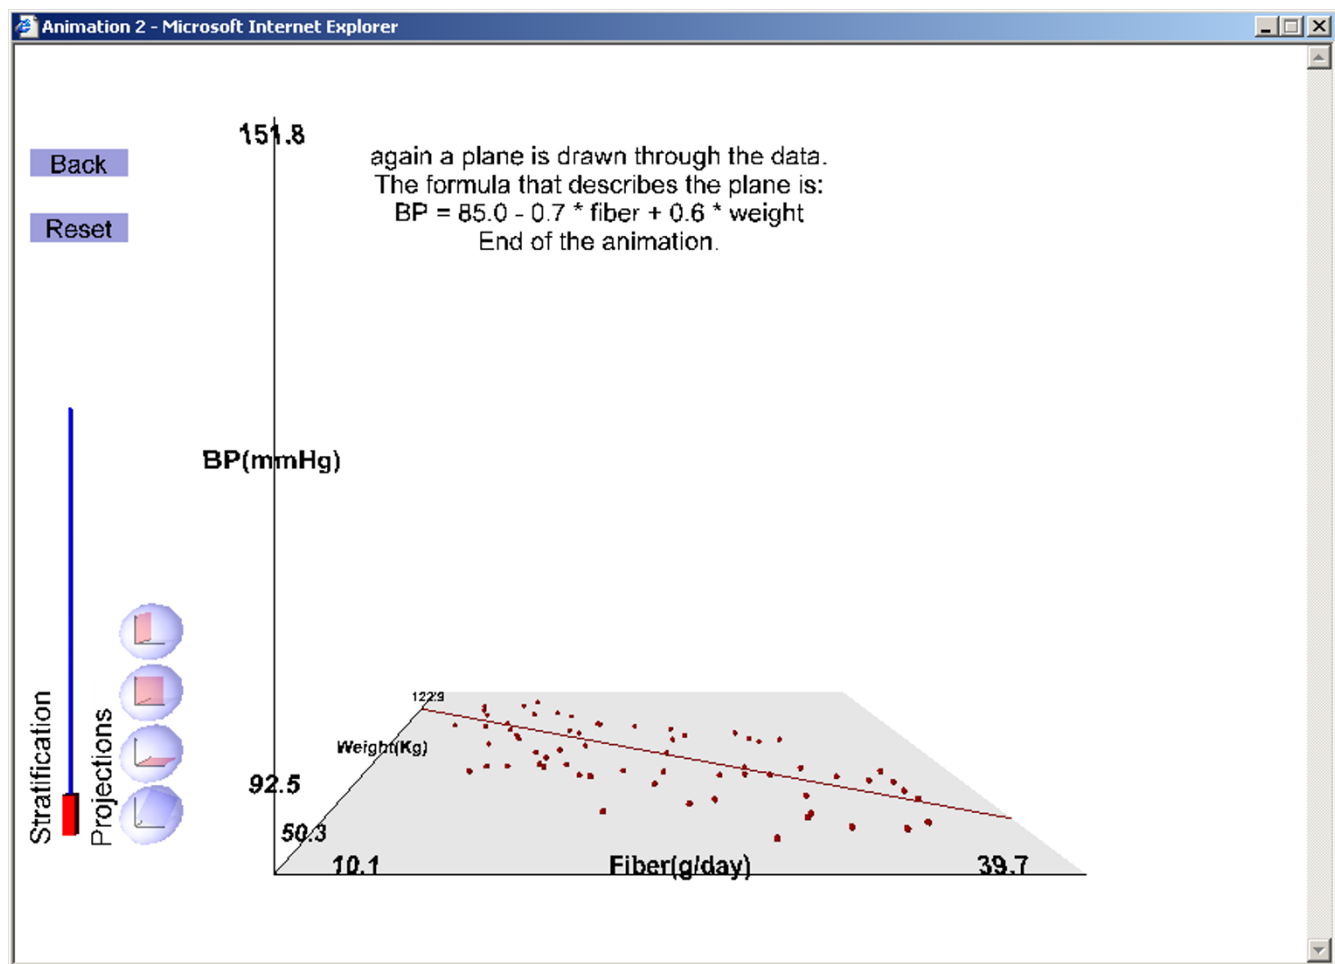 Animation 2 - Microsoft Internet Explorer
151.8
again a plane is drawn through the data.
The formula that describes the plane is:
BP = 85.0 - 0.7 * fiber + 0.6 * weight
End of the animation.
Back
Reset
BP(mmHg)
122.9
Weight(Kg)
92.5
50.3
10.1
Fiber(g/day)
39.7
Stratification
Projections